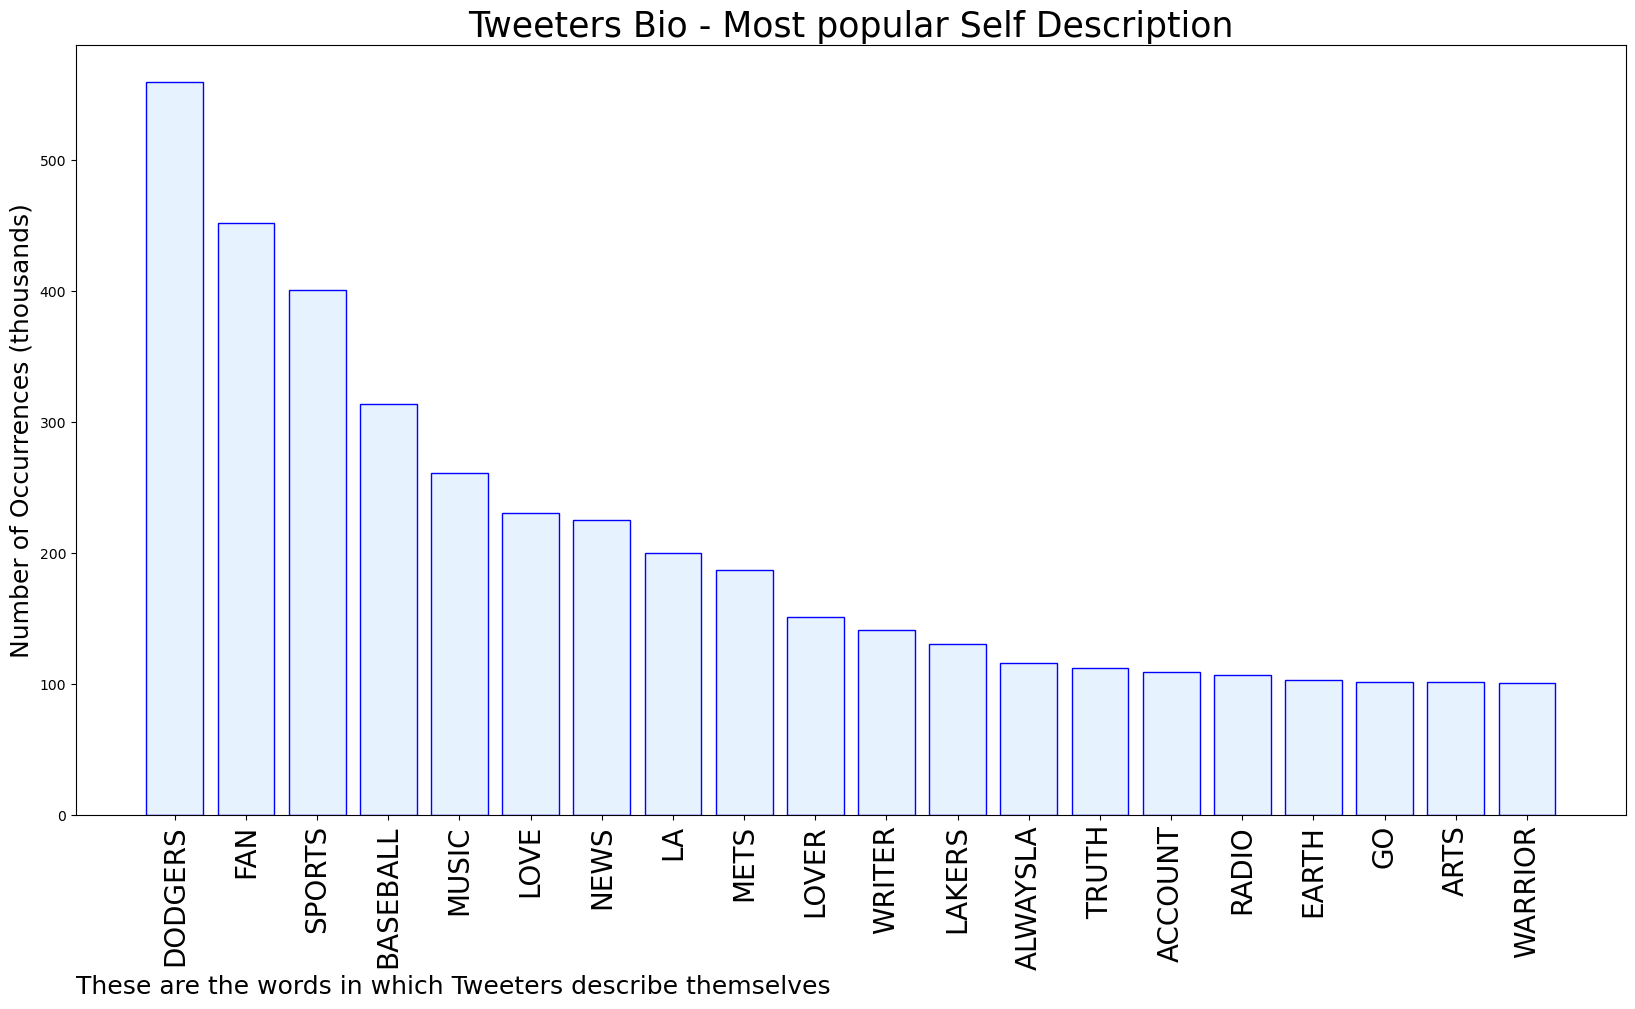 Tweeters Bio - Most popular Self Description
Number of Occurrences (thousands)
500
400
300
200
100
0
DODGERS
FAN
SPORTS
BASEBALL
MUSIC
LOVE
NEWS
LA
METS
LOVER
WRITER
LAKERS
ALWAYSLA
TRUTH
ACCOUNT
RADIO
EARTH
GO
ARTS
WARRIOR
These are the words in which Tweeters describe themselves